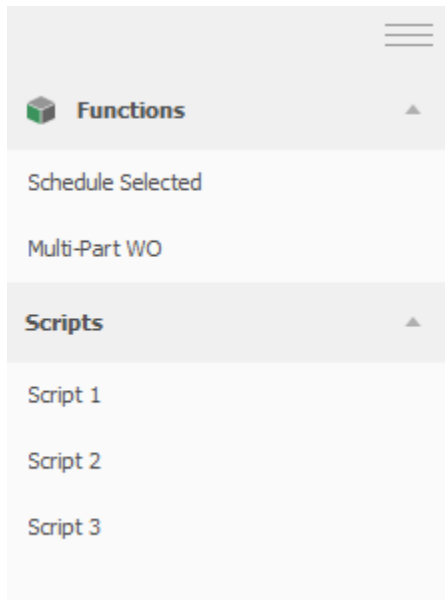 Functions
Schedule Selected
Multi-Part WO
Scripts
Script 1
Script 2
Script 3